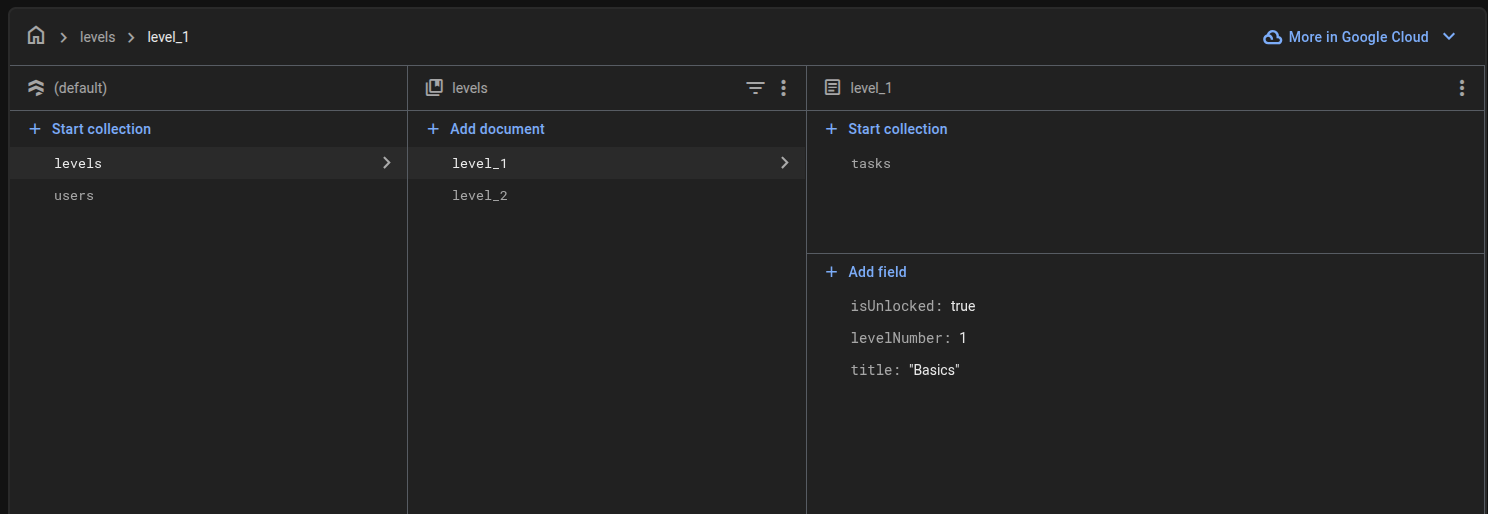 levels level_1 More in Google Cloud
(default)
Start collection
levels
users
levels
Add document
level_1
level_2
level_1
Start collection
tasks
Add field
isUnlocked: true
levelNumber: 1
title: "Basics"